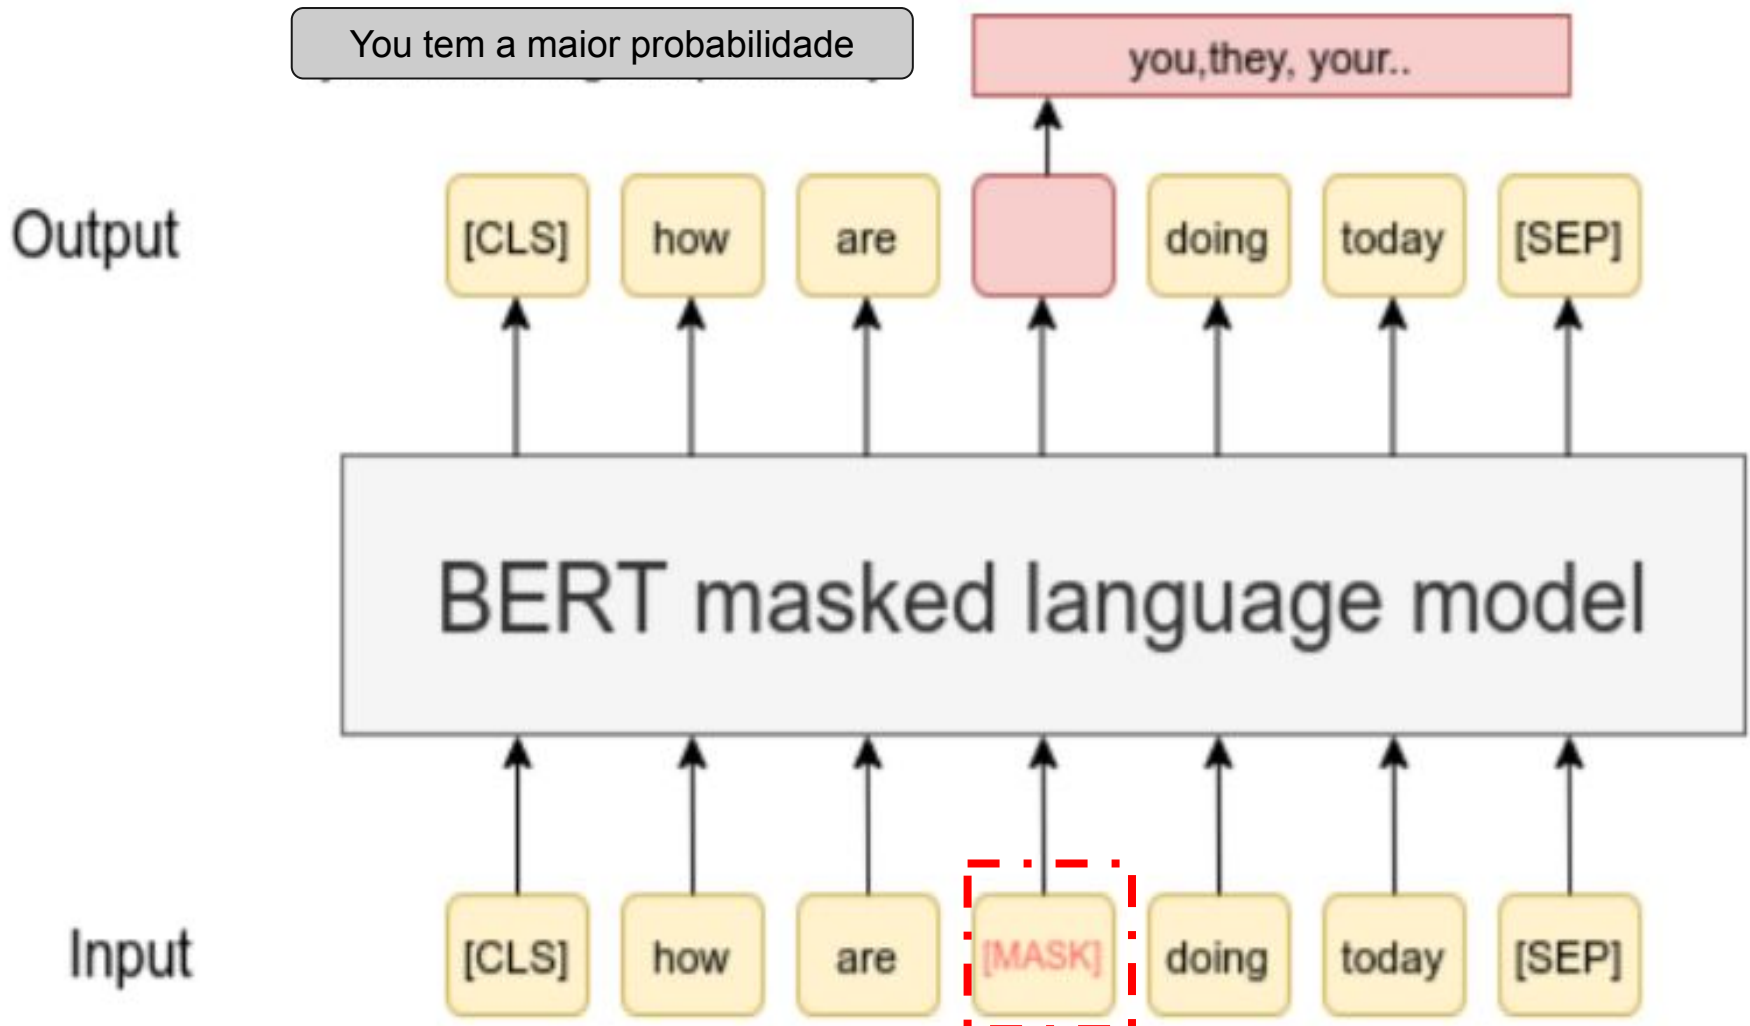 You tem a maior probabilidade
you,they, your..
Output
[CLS] how are doing today [SEP]
BERT masked language model
Input
[CLS] how are [MASK] doing today [SEP]